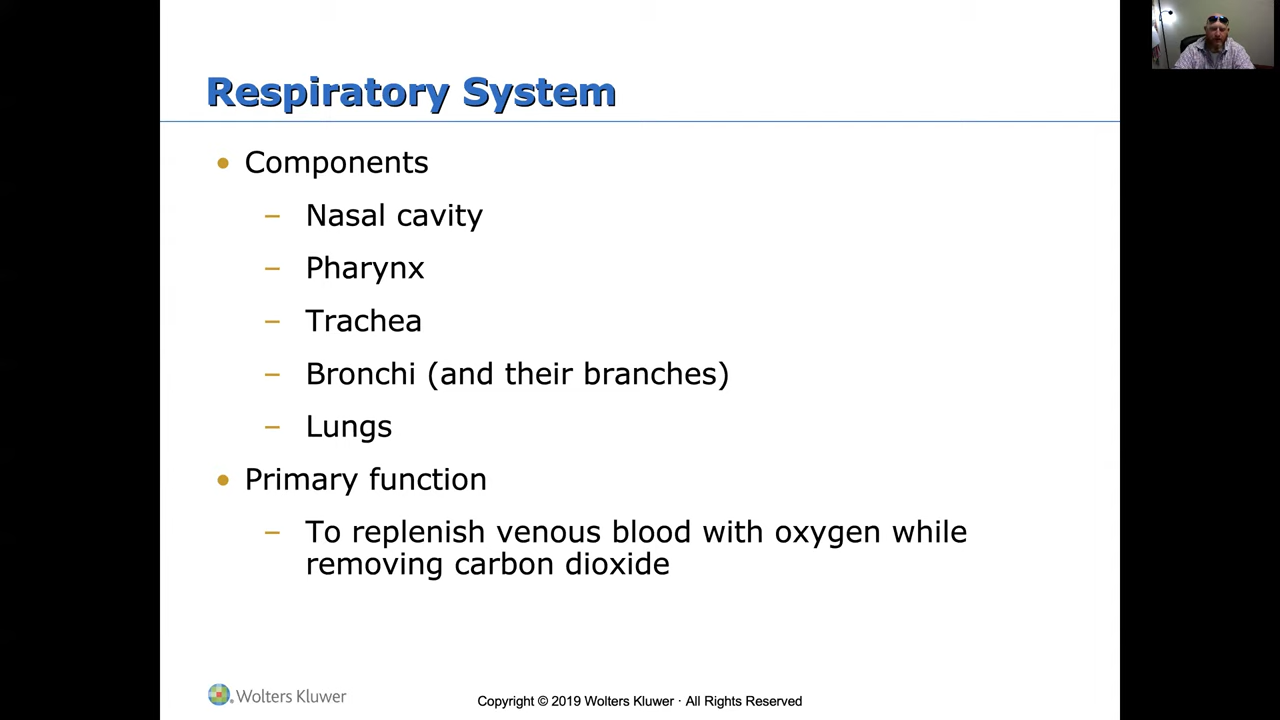 Respiratory System
• Components
– Nasal cavity
– Pharynx
– Trachea
– Bronchi (and their branches)
– Lungs
• Primary function
– To replenish venous blood with oxygen while
removing carbon dioxide
Wolters Kluwer
Copyright © 2019 Wolters Kluwer · All Rights Reserved